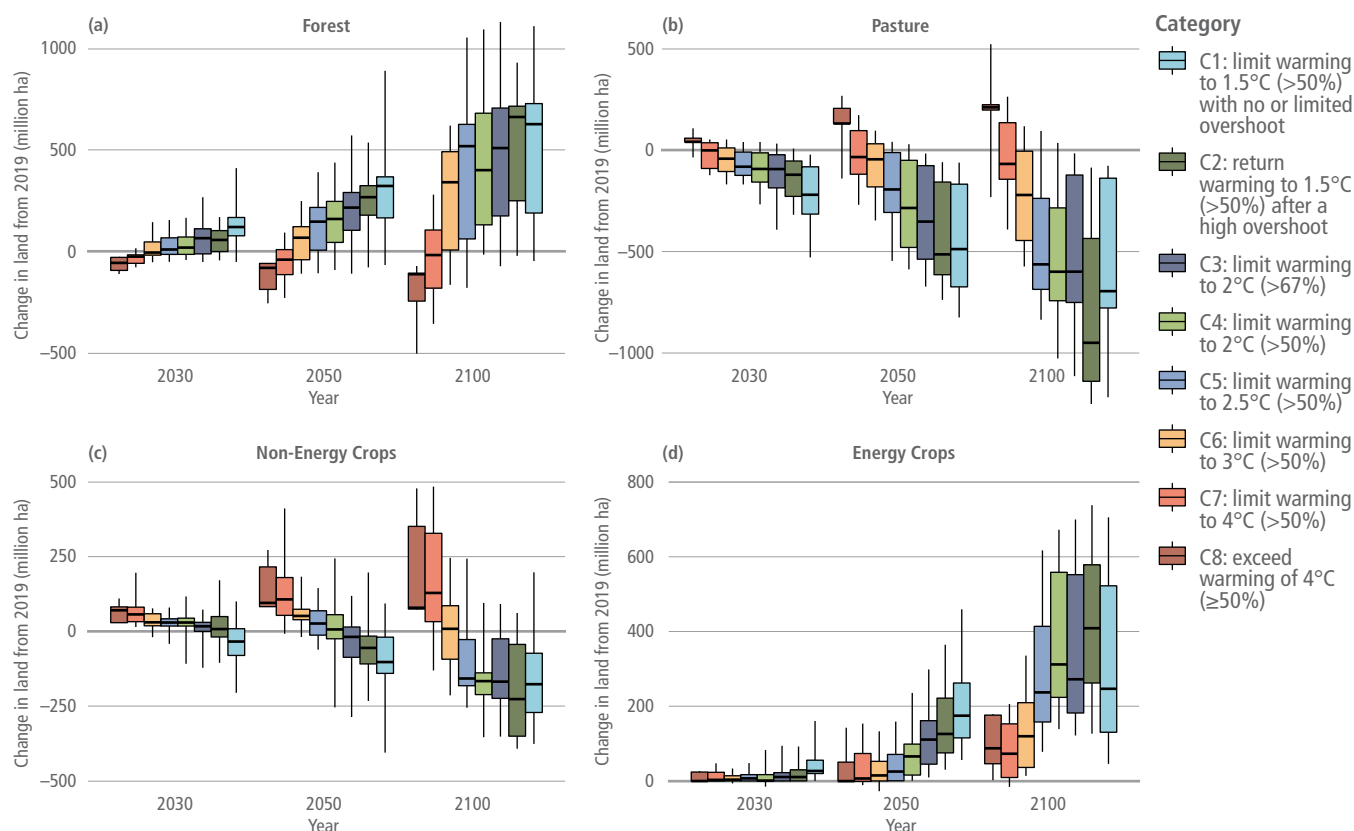 (a)
Forest
Change in land from 2019 (million ha)
1000
500
0
–500
2030
2050
2100
Year
(b)
Pasture
Change in land from 2019 (million ha)
500
0
–500
–1000
2030
2050
2100
Year
(c)
Non-Energy Crops
Change in land from 2019 (million ha)
500
250
0
–250
–500
2030
2050
2100
Year
(d)
Energy Crops
Change in land from 2019 (million ha)
800
600
400
200
0
2030
2050
2100
Year
Category
C1: limit warming
to 1.5°C (>50%)
with no or limited
overshoot
C2: return
warming to 1.5°C
(>50%) after a
high overshoot
C3: limit warming
to 2°C (>67%)
C4: limit warming
to 2°C (>50%)
C5: limit warming
to 2.5°C (>50%)
C6: limit warming
to 3°C (>50%)
C7: limit warming
to 4°C (>50%)
C8: exceed
warming of 4°C
(≥50%)